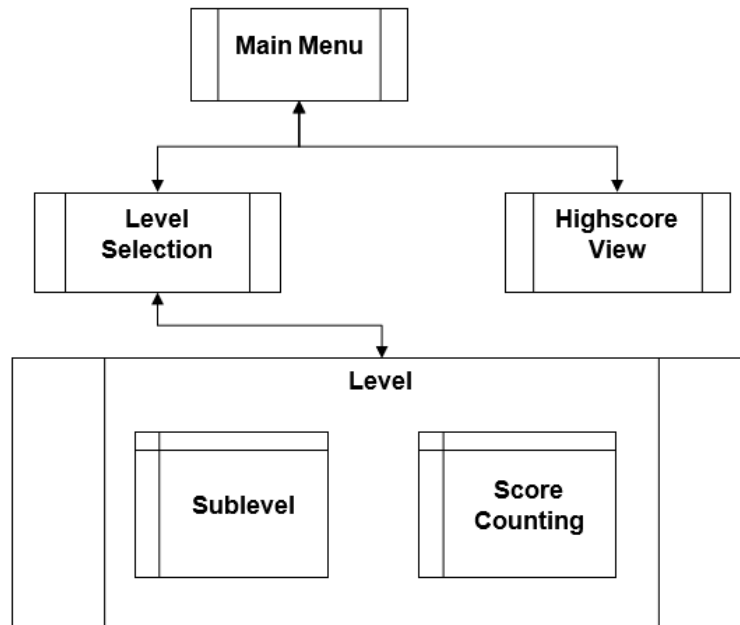 Main Menu
Level
Selection
Highscore
View
Level
Sublevel
Score
Counting